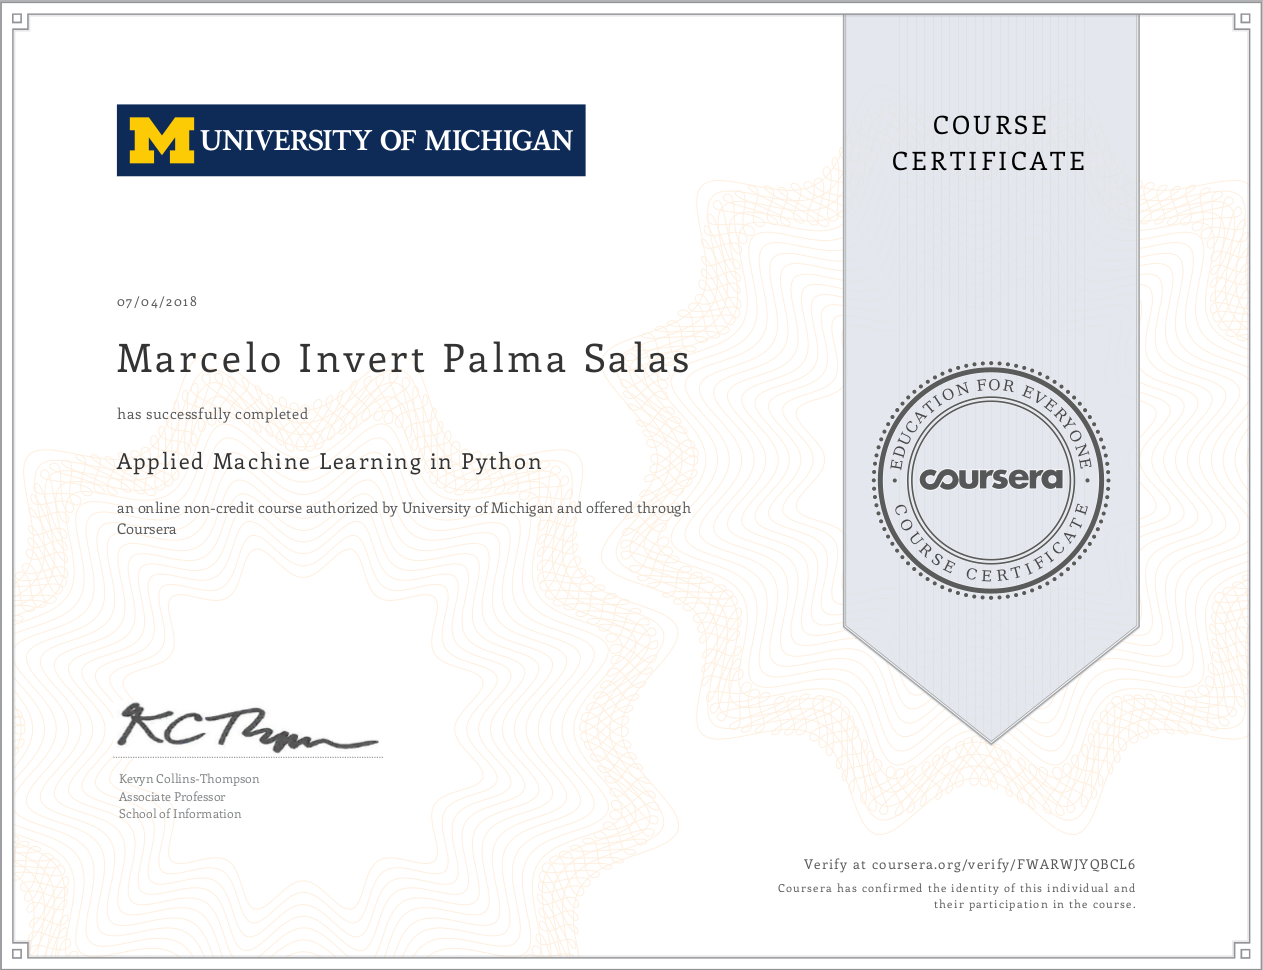 M UNIVERSITY OF MICHIGAN
COURSE
CERTIFICATE
07/04/2018
Marcelo Invert Palma Salas
has successfully completed
Applied Machine Learning in Python
an online non-credit course authorized by University of Michigan and offered through
Coursera
EDUCATION FOR EVERYONE
coursera
COURSE CERTIFICATE
KCThom
Kevyn Collins-Thompson
Associate Professor
School of Information
Verify at coursera.org/verify/FWARWJYQBCL6
Coursera has confirmed the identity of this individual and
their participation in the course.